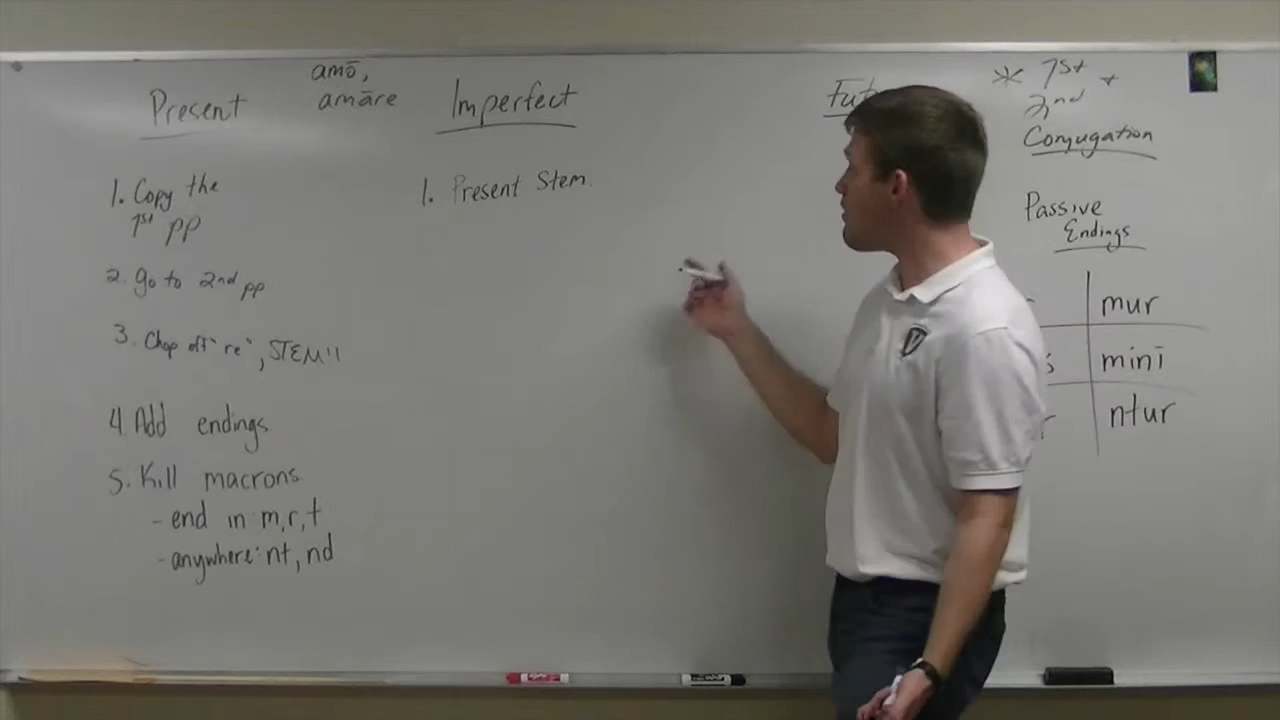 Present
1. Copy the
1st pp
2. Go to 2nd pp
3. Chop off "re", STEM!!
4. Add endings
5. Kill macrons
- end in: m, r, t
- anywhere: nt, nd
amō,
amāre
Imperfect
1. Present Stem.
Fut
* 1st +
2nd
Conjugation
Passive
Endings
mur
minī
ntur